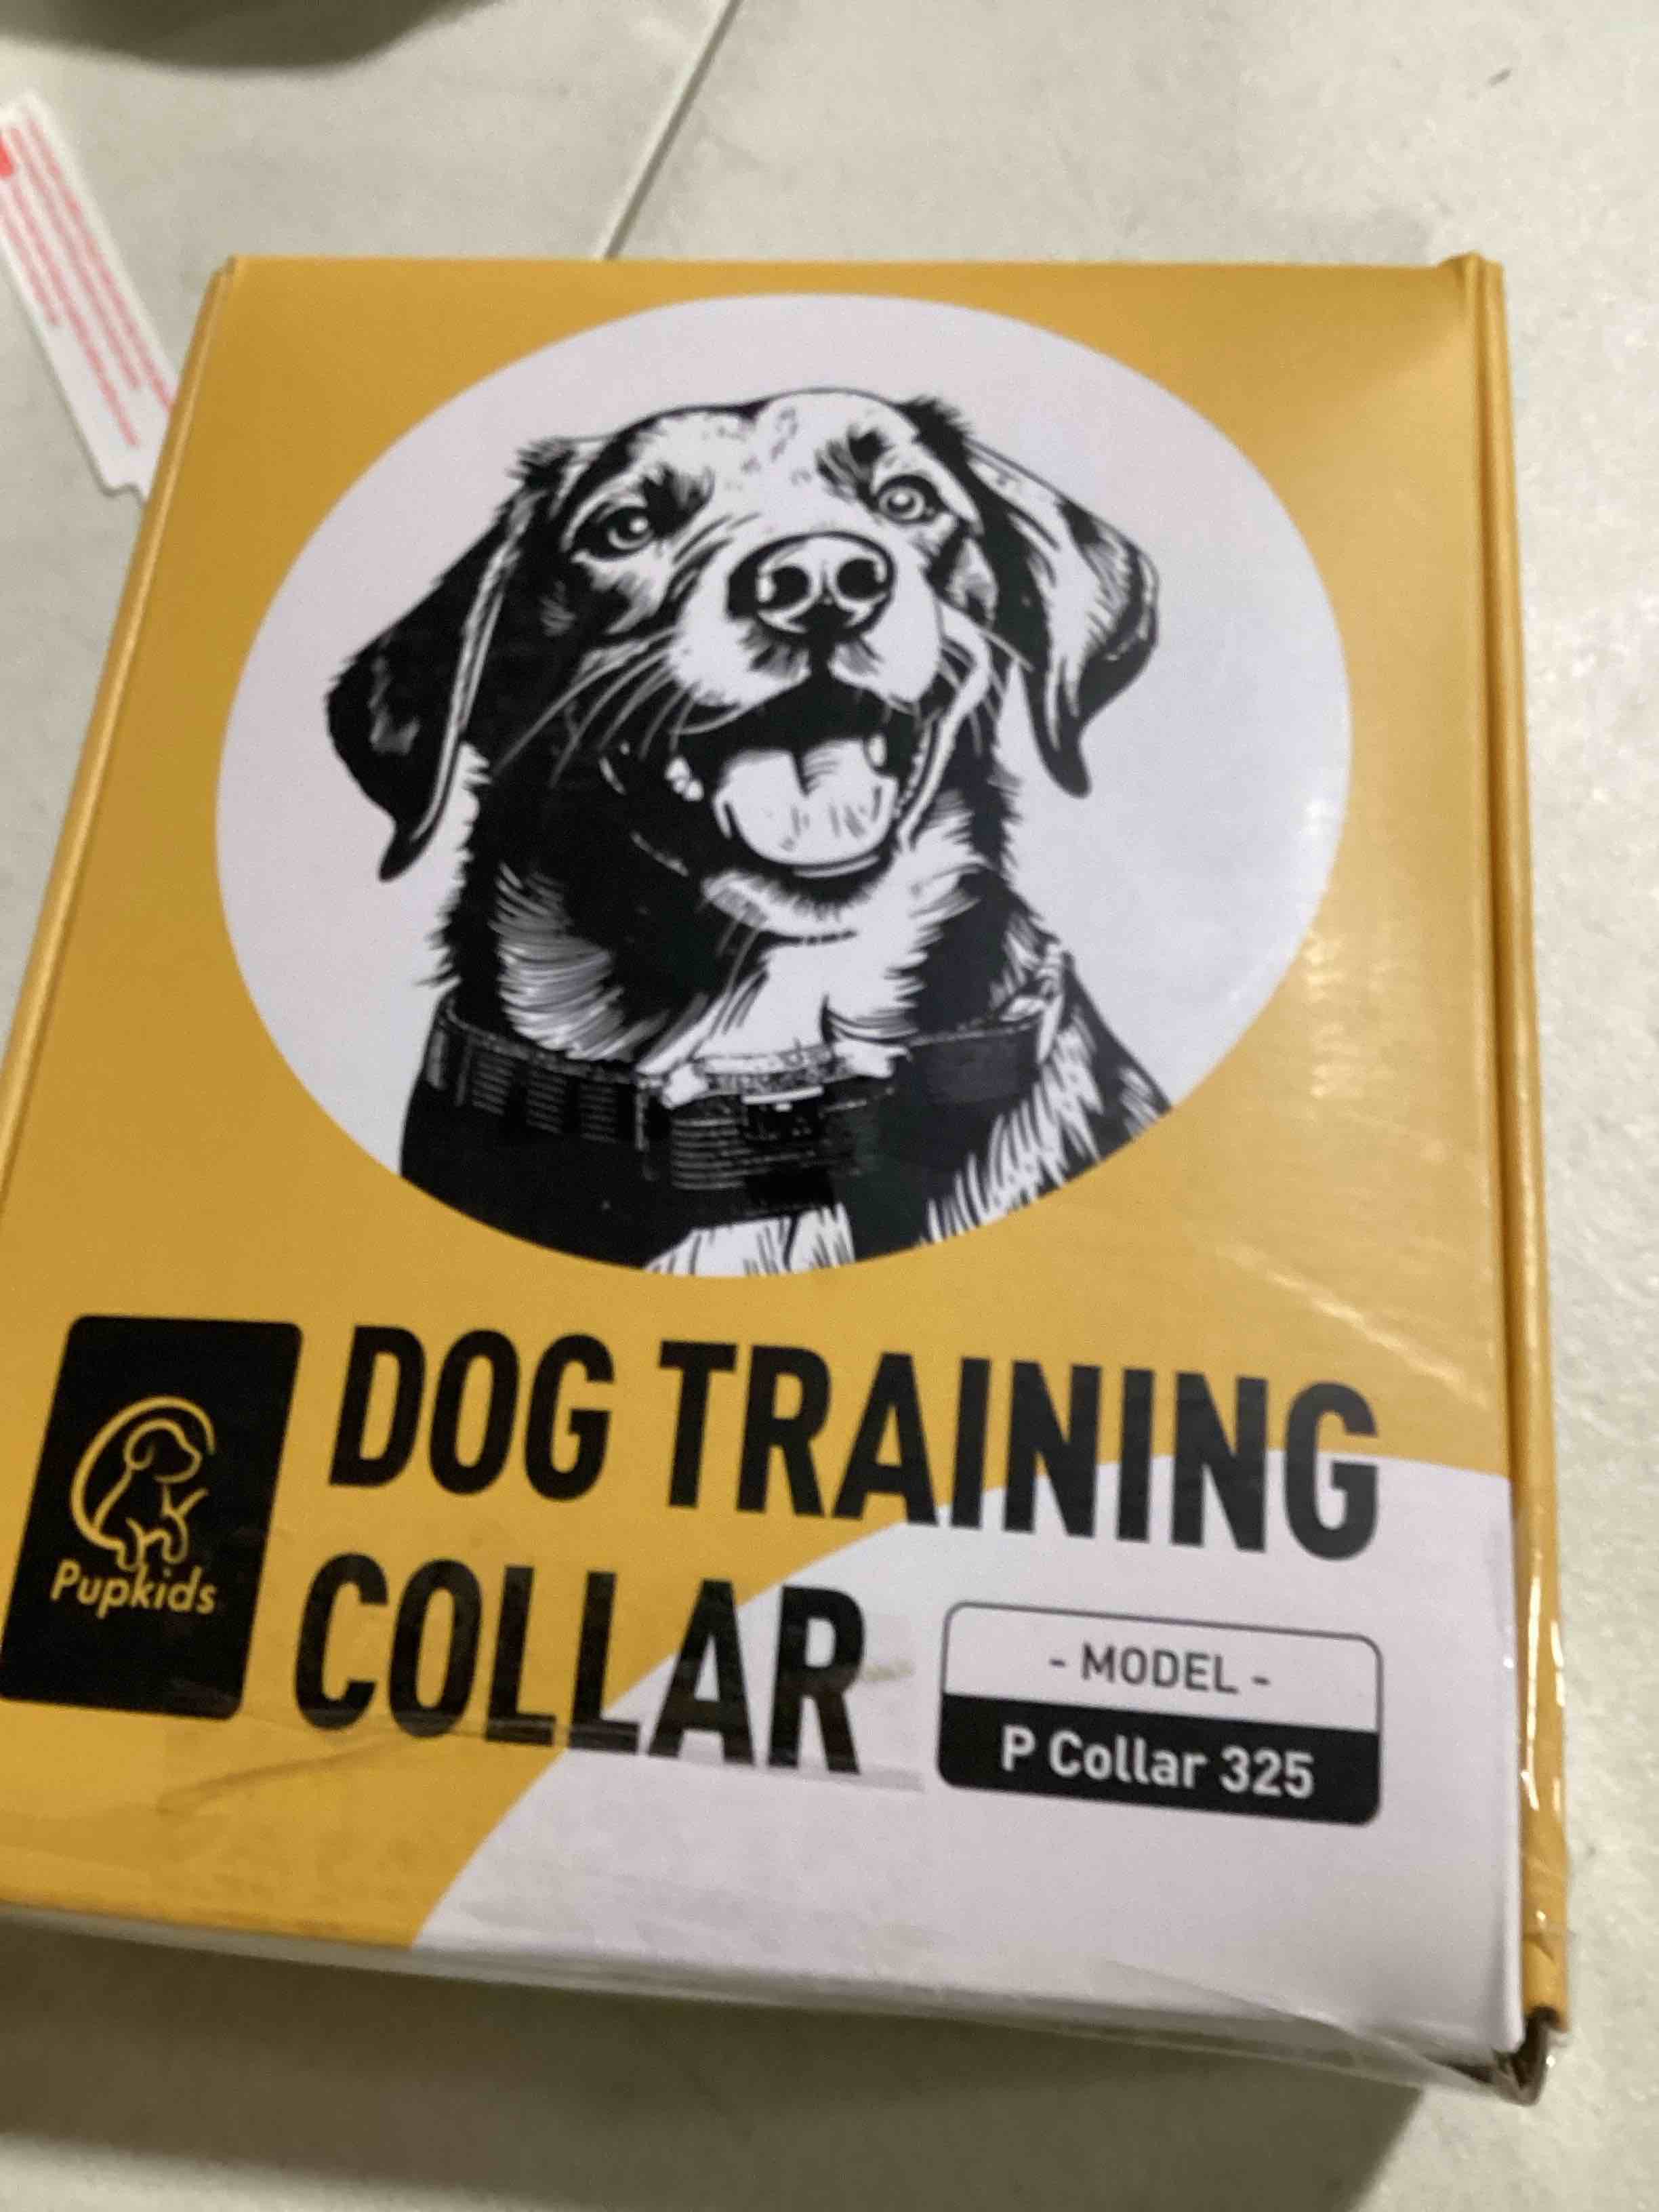 DOG TRAINING
COLLAR
Pupkids
- MODEL -
P Collar 325